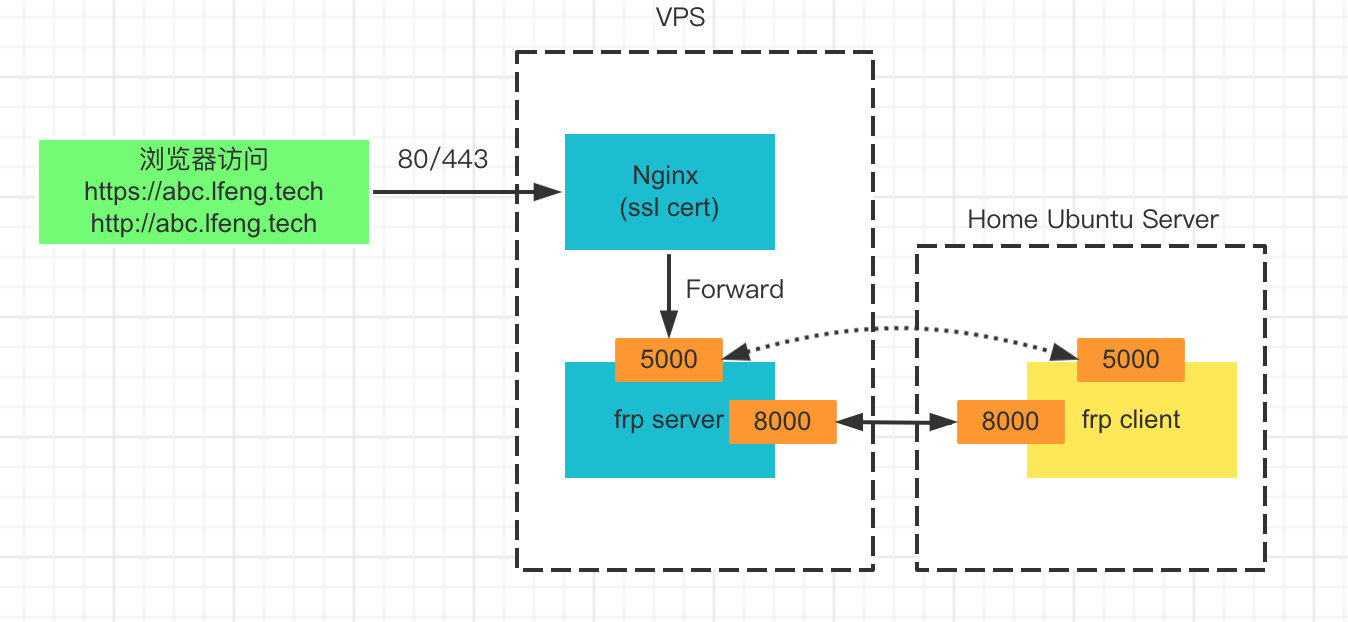 VPS
浏览器访问
https://abc.lfeng.tech
http://abc.lfeng.tech
80/443
Nginx
(ssl cert)
Forward
Home Ubuntu Server
5000
frp server
8000
5000
8000
frp client